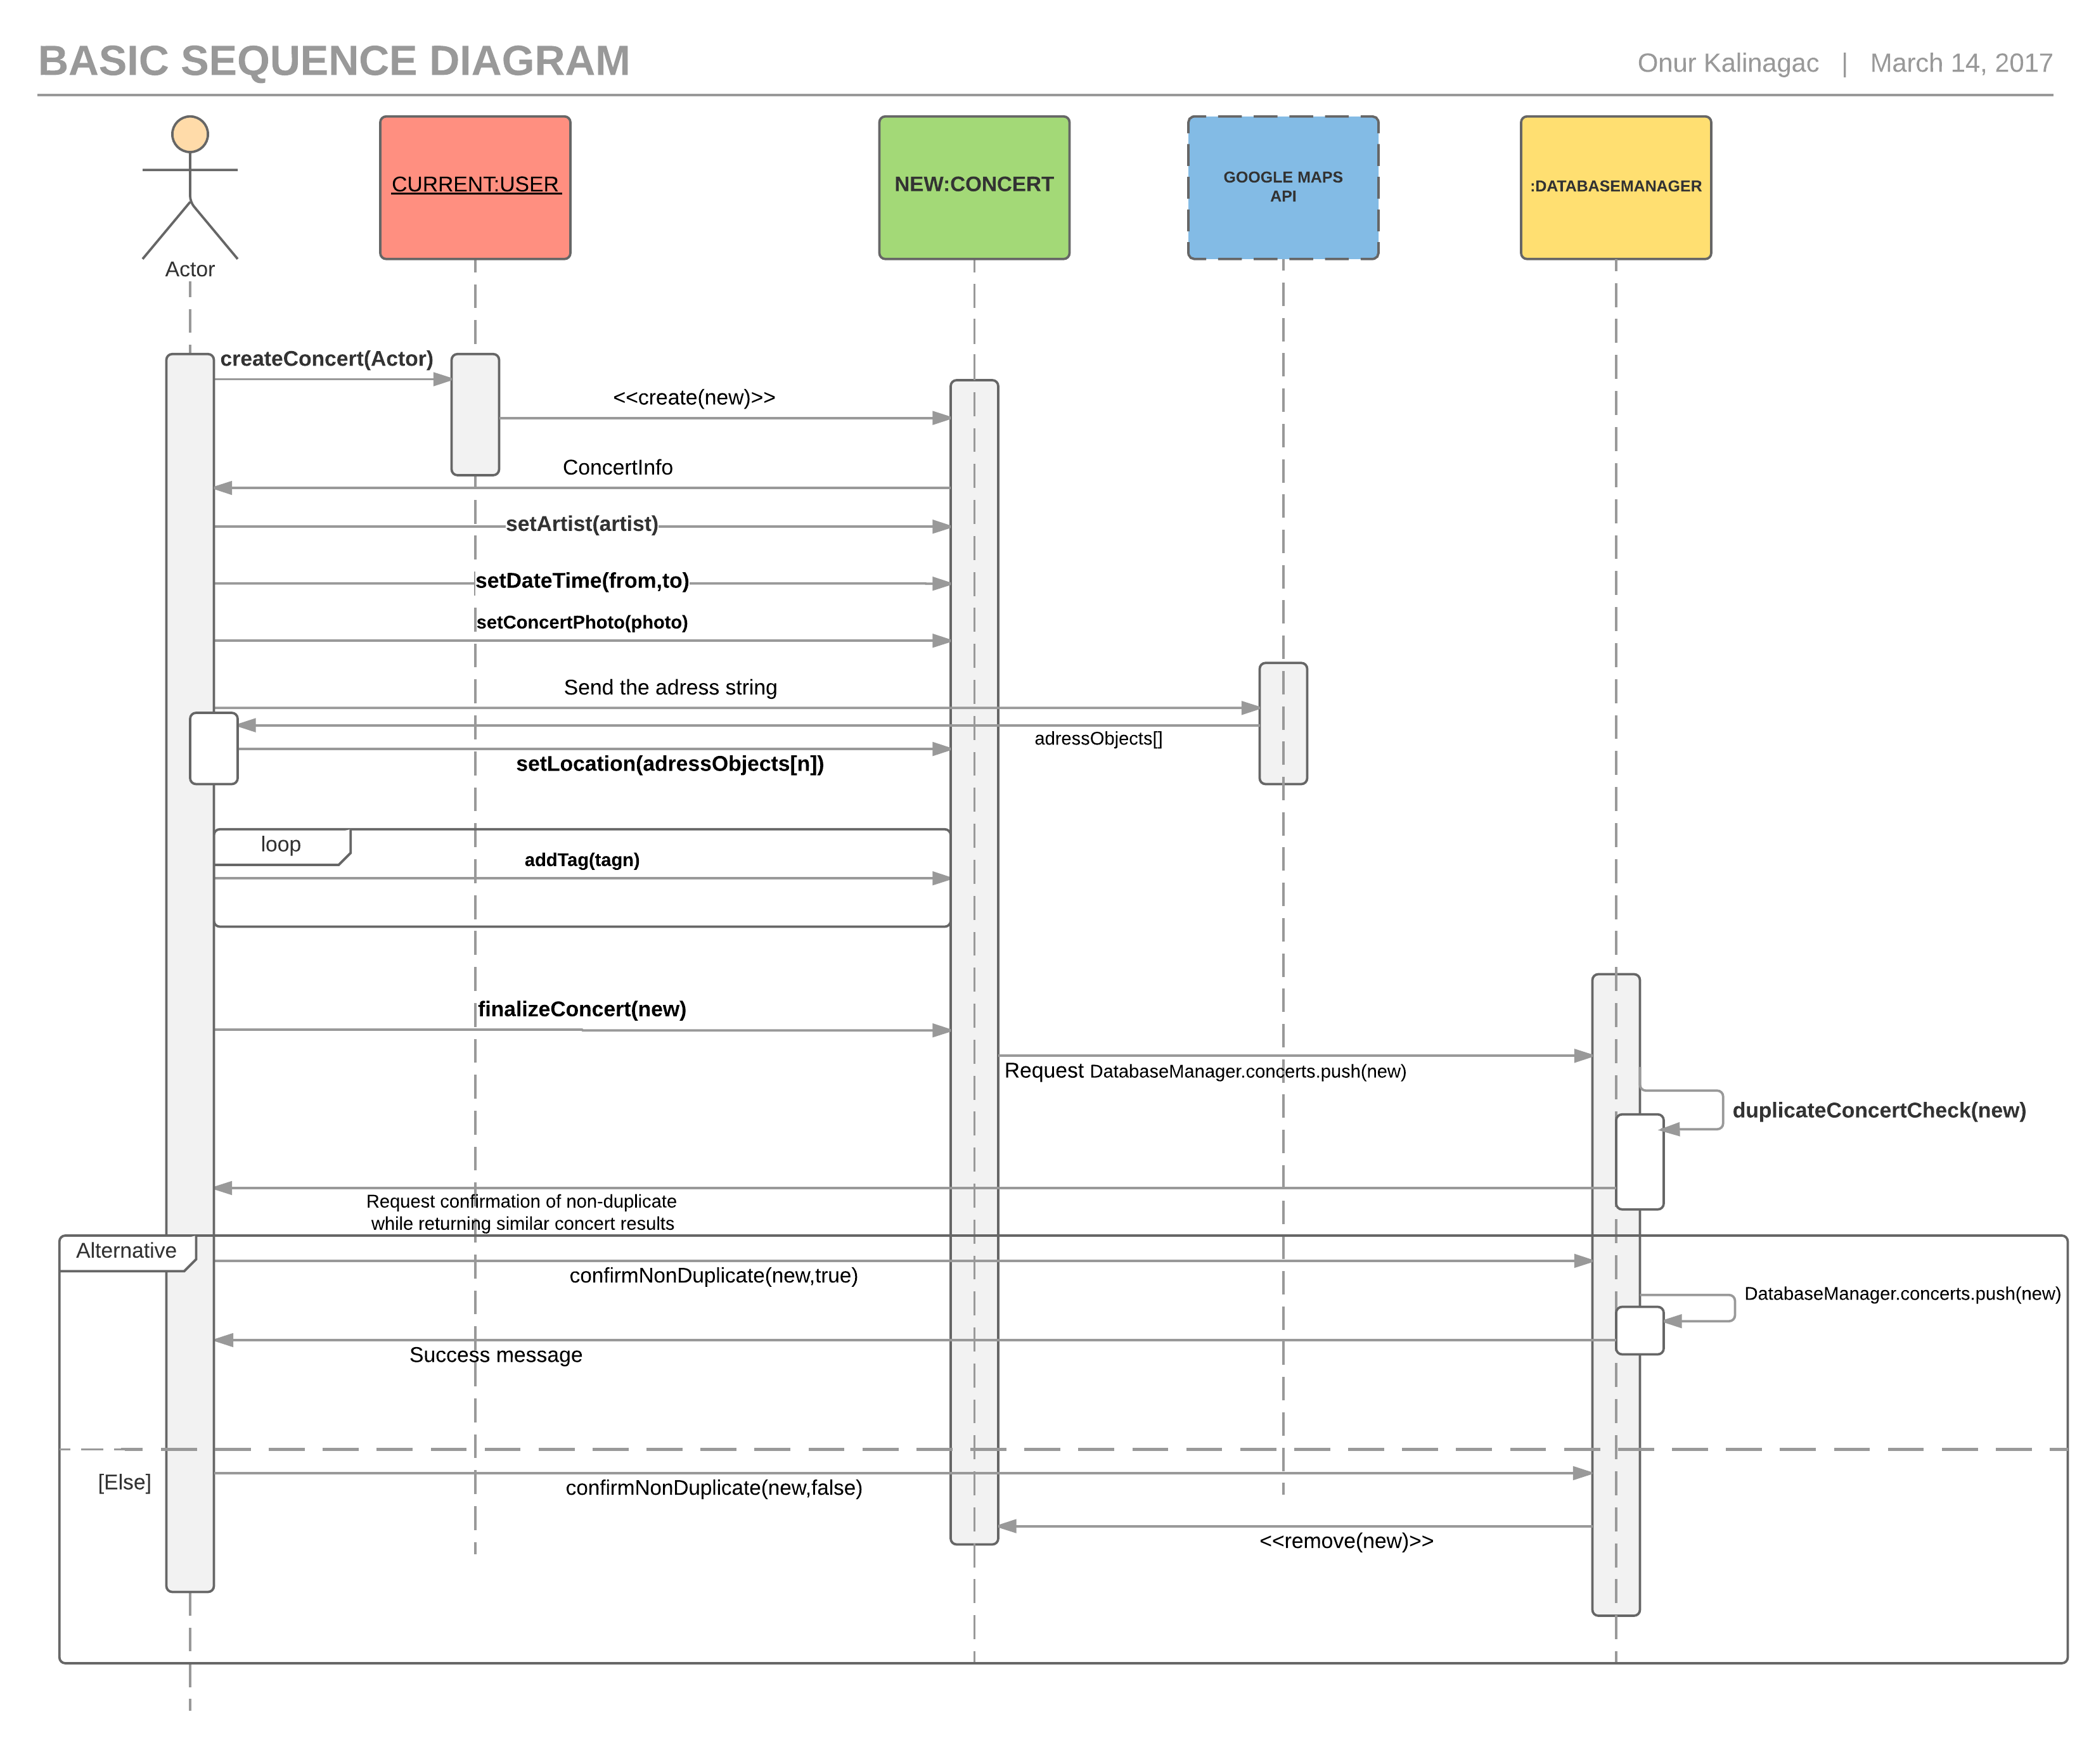 BASIC SEQUENCE DIAGRAM
Onur Kalinagac | March 14, 2017
CURRENT:USER
NEW:CONCERT
GOOGLE MAPS
API
:DATABASEMANAGER
Actor
createConcert(Actor)
<<create(new)>>
ConcertInfo
setArtist(artist)
setDateTime(from,to)
setConcertPhoto(photo)
Send the adress string
adressObjects[]
setLocation(adressObjects[n])
loop
addTag(tagn)
finalizeConcert(new)
Request DatabaseManager.concerts.push(new)
duplicateConcertCheck(new)
Request confirmation of non-duplicate
while returning similar concert results
Alternative
confirmNonDuplicate(new,true)
DatabaseManager.concerts.push(new)
Success message
[Else]
confirmNonDuplicate(new,false)
<<remove(new)>>